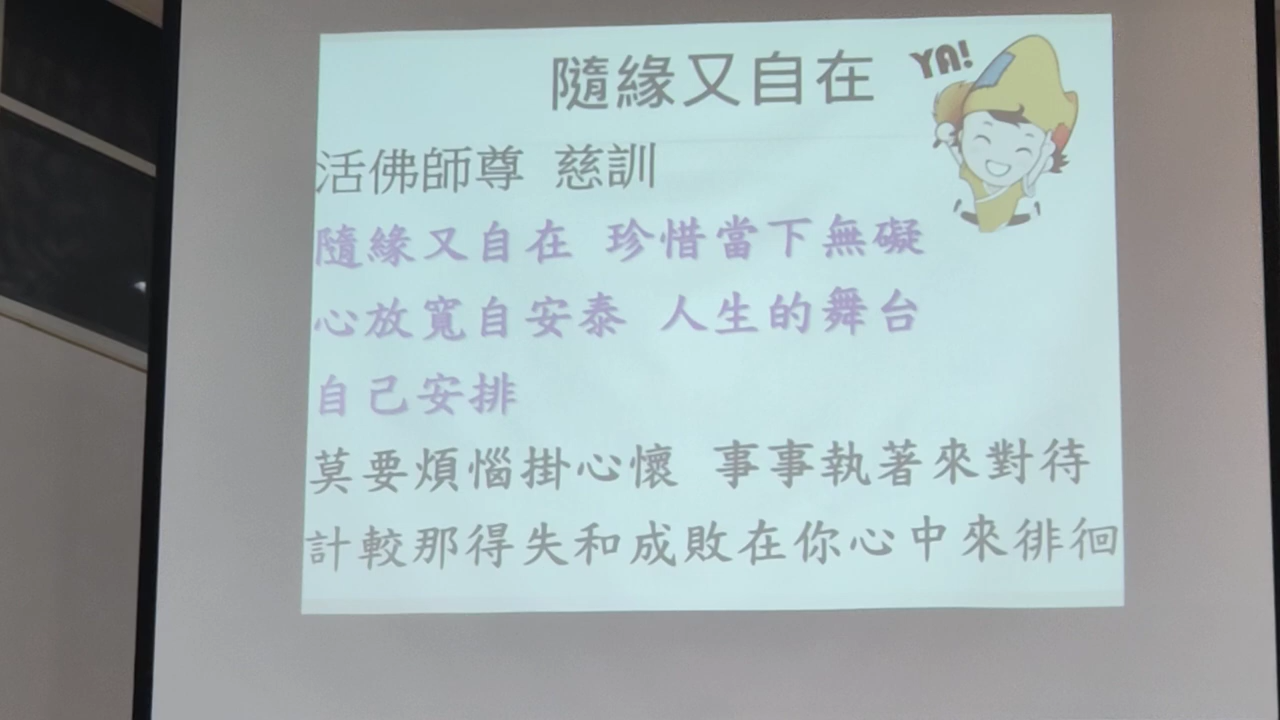 隨緣又自在
YA!
活佛師尊 慈訓
隨緣又自在 珍惜當下無礙
心放寬自安泰 人生的舞台
自己安排
莫要煩惱掛心懷 事事執著來對待
計較那得失和成敗在你心中來徘徊